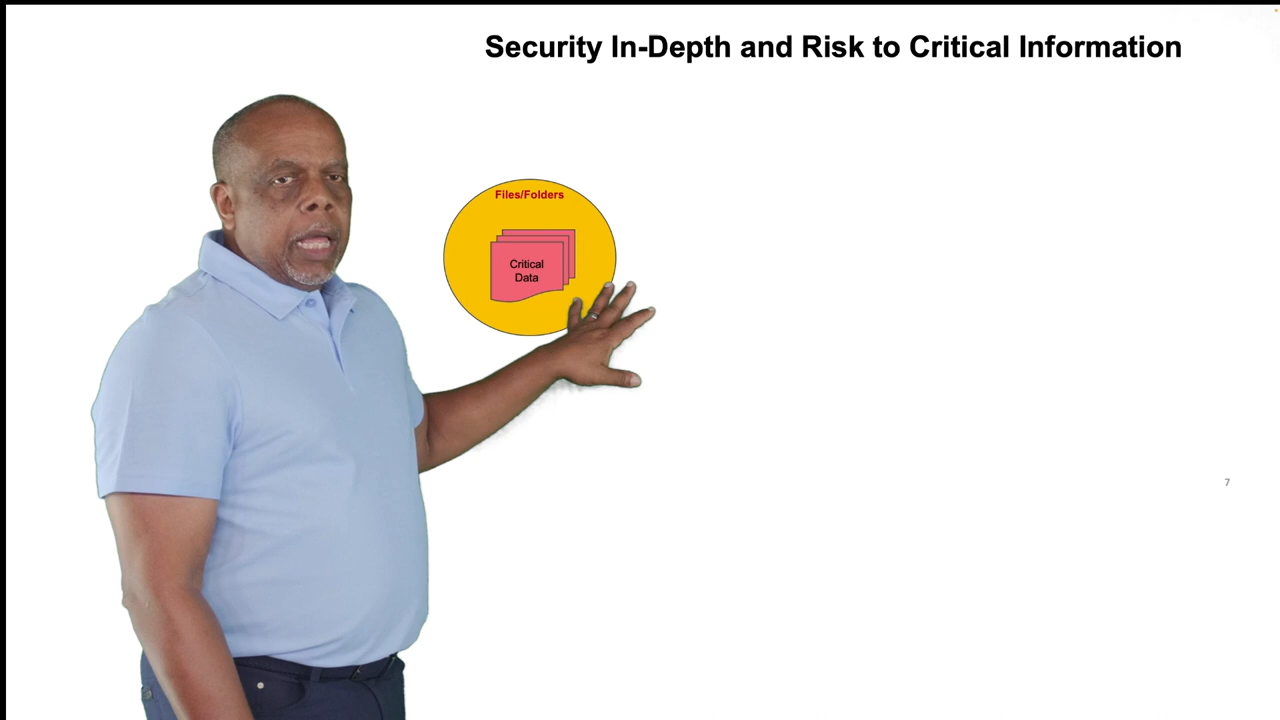 Security In-Depth and Risk to Critical Information
Files/Folders
Critical
Data
7